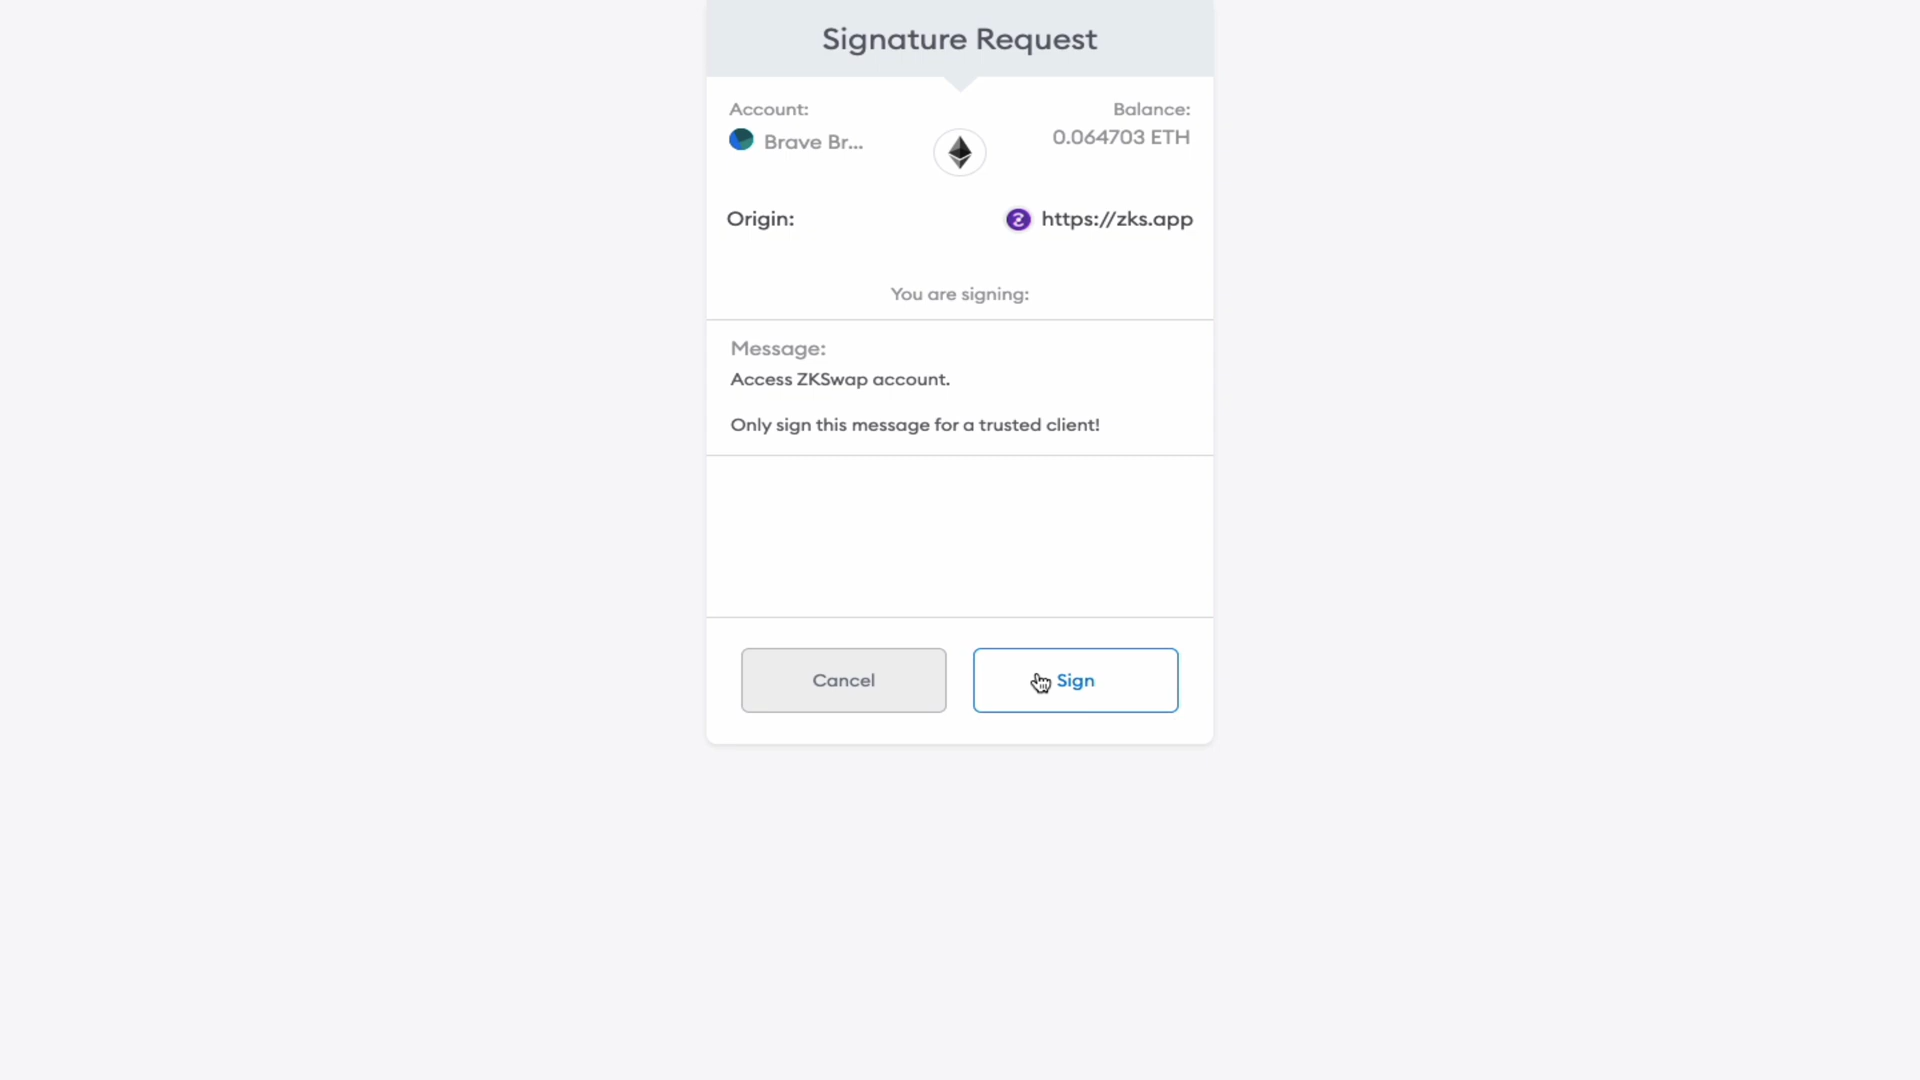 Signature Request
Account:
Balance:
Brave Br...
0.064703 ETH
Origin:
https://zks.app
You are signing:
Message:
Access ZKSwap account.
Only sign this message for a trusted client!
Cancel
Sign